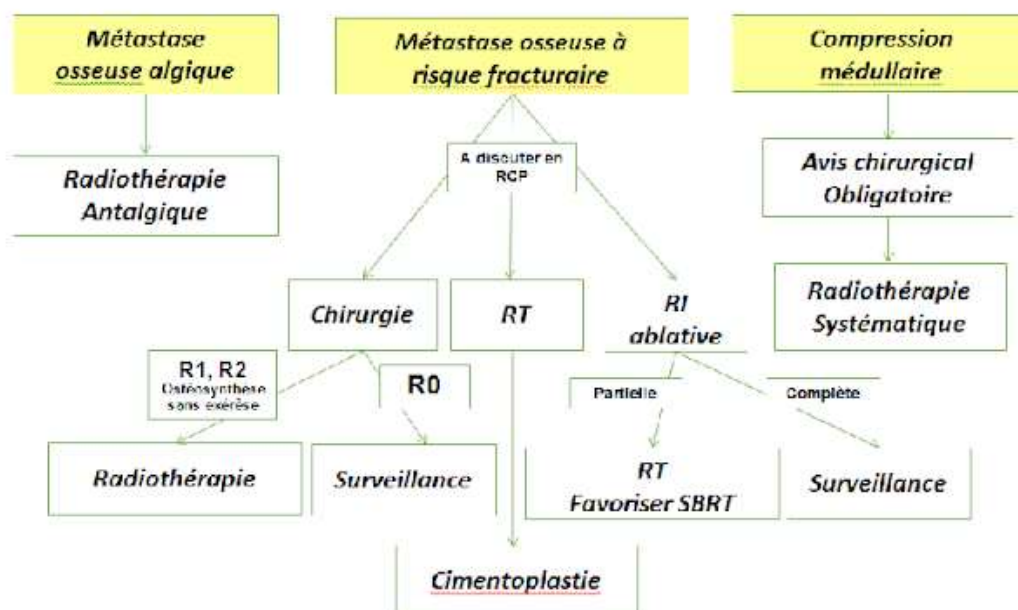 Métastase
osseuse algique
Métastase osseuse à
risque fracturaire
Compression
médullaire
Radiothérapie
Antalgique
A discuter en
RCP
Avis chirurgical
Obligatoire
Chirurgie
RT
RI
ablative
Radiothérapie
Systématique
R1, R2
Ostéosynthèse
sans exérèse
R0
Partielle
Complète
Radiothérapie
Surveillance
RT
Favoriser SBRT
Surveillance
Cimentoplastie